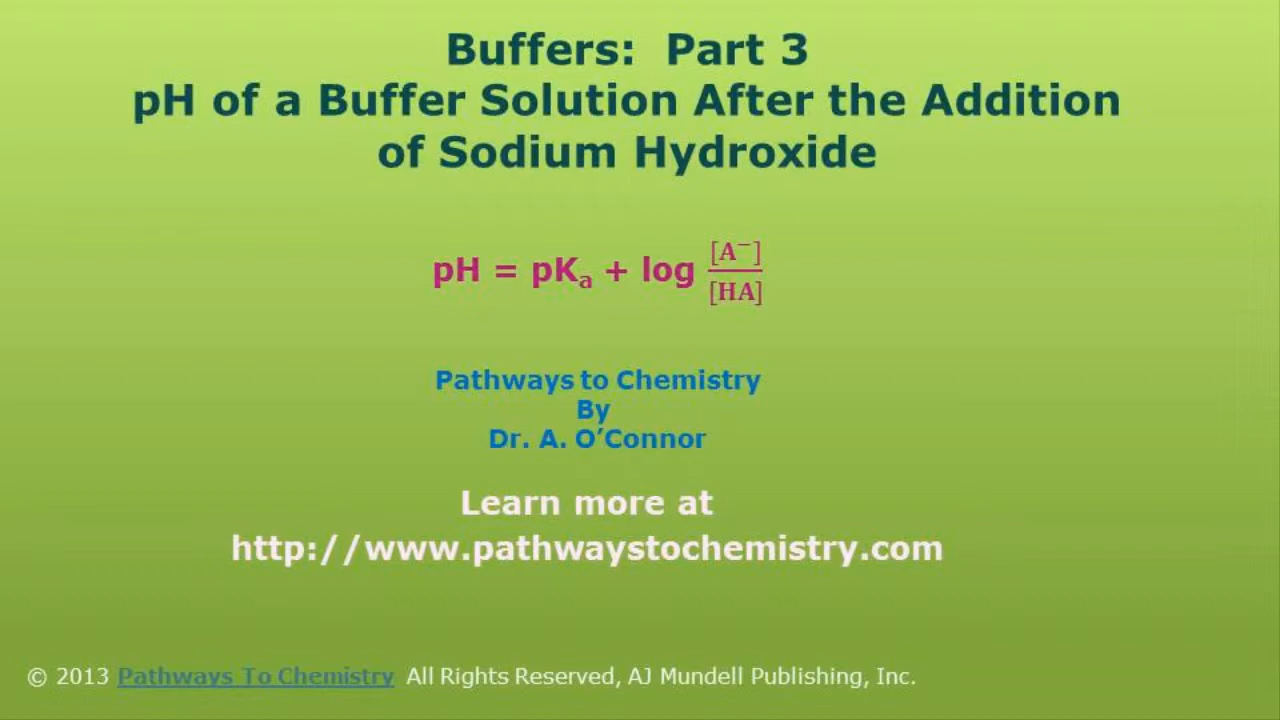 Buffers:  Part 3
pH of a Buffer Solution After the Addition
of Sodium Hydroxide
pH = pKₐ + log [A⁻]/[HA]
Pathways to Chemistry
By
Dr. A. O’Connor
Learn more at
http://www.pathwaystochemistry.com
© 2013 Pathways To Chemistry  All Rights Reserved, AJ Mundell Publishing, Inc.